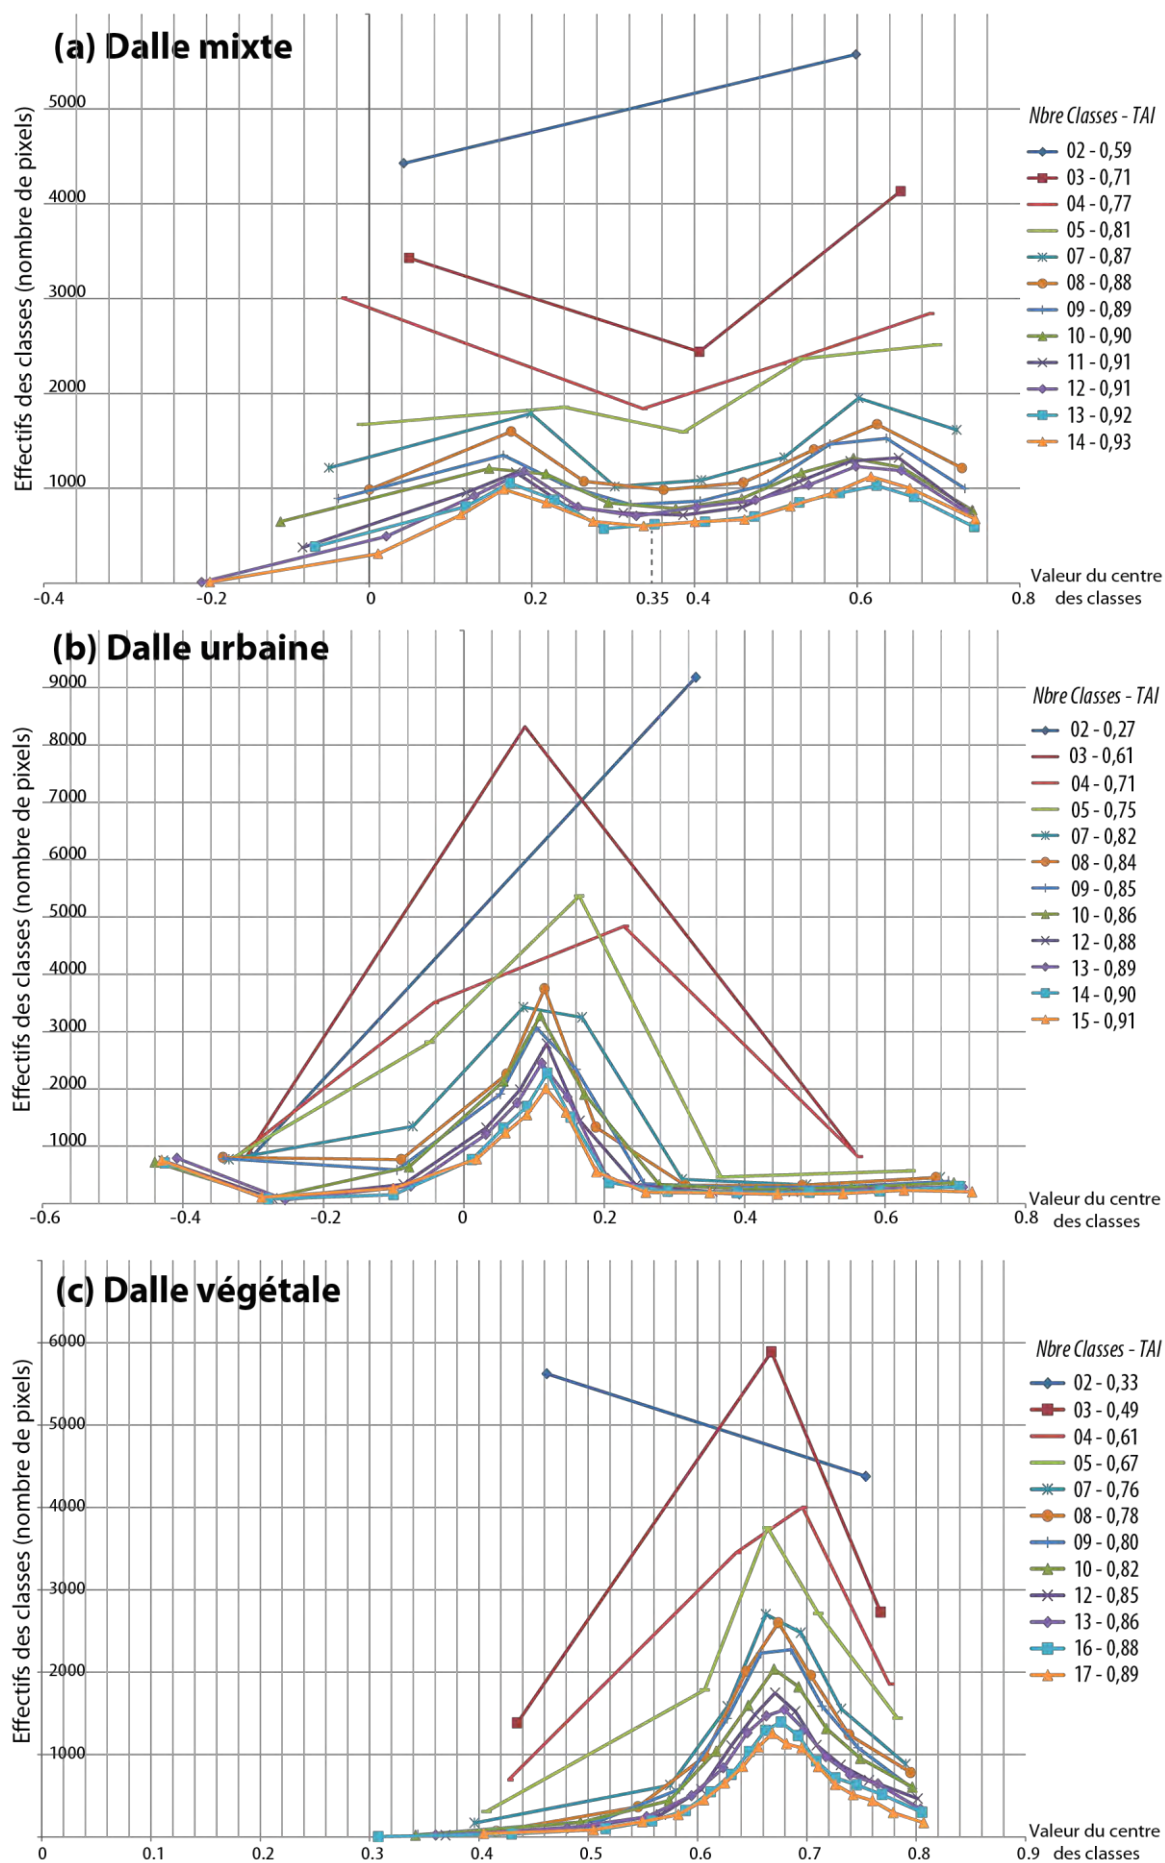 (a) Dalle mixte
Effectifs des classes (nombre de pixels)
5000
4000
3000
2000
1000
-0.4
-0.2
0
0.2
0.35
0.4
0.6
0.8
Valeur du centre
des classes
Nbre Classes - TAI
02 - 0,59
03 - 0,71
04 - 0,77
05 - 0,81
07 - 0,87
08 - 0,88
09 - 0,89
10 - 0,90
11 - 0,91
12 - 0,91
13 - 0,92
14 - 0,93
(b) Dalle urbaine
Effectifs des classes (nombre de pixels)
9000
8000
7000
6000
5000
4000
3000
2000
1000
-0.6
-0.4
-0.2
0
0.2
0.4
0.6
0.8
Valeur du centre
des classes
Nbre Classes - TAI
02 - 0,27
03 - 0,61
04 - 0,71
05 - 0,75
07 - 0,82
08 - 0,84
09 - 0,85
10 - 0,86
12 - 0,88
13 - 0,89
14 - 0,90
15 - 0,91
(c) Dalle végétale
Effectifs des classes (nombre de pixels)
6000
5000
4000
3000
2000
1000
0
0.1
0.2
0.3
0.4
0.5
0.6
0.7
0.8
0.9
Valeur du centre
des classes
Nbre Classes - TAI
02 - 0,33
03 - 0,49
04 - 0,61
05 - 0,67
07 - 0,76
08 - 0,78
09 - 0,80
10 - 0,82
12 - 0,85
13 - 0,86
16 - 0,88
17 - 0,89